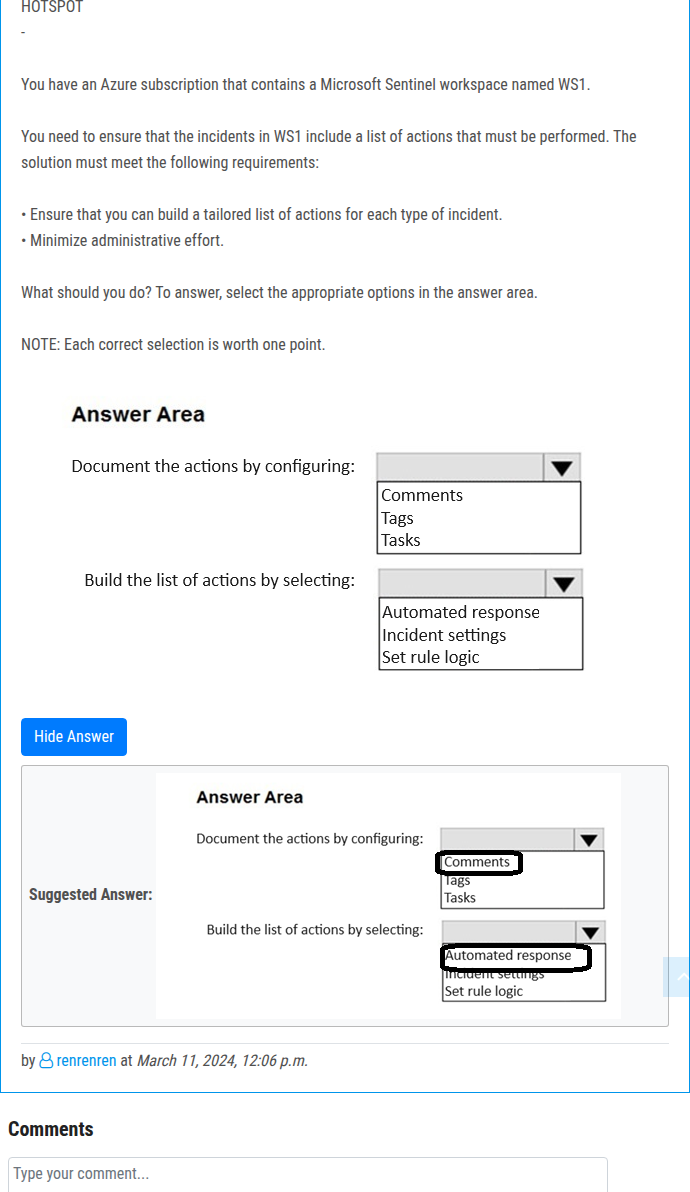 HOTSPOT
-
You have an Azure subscription that contains a Microsoft Sentinel workspace named WS1.
You need to ensure that the incidents in WS1 include a list of actions that must be performed. The
solution must meet the following requirements:
• Ensure that you can build a tailored list of actions for each type of incident.
• Minimize administrative effort.
What should you do? To answer, select the appropriate options in the answer area.
NOTE: Each correct selection is worth one point.
Answer Area
Document the actions by configuring:
Comments
Tags
Tasks
Build the list of actions by selecting:
Automated response
Incident settings
Set rule logic
Hide Answer
Suggested Answer:
Answer Area
Document the actions by configuring:
Comments
Tags
Tasks
Build the list of actions by selecting:
Automated response
Incident settings
Set rule logic
by renrenren at March 11, 2024, 12:06 p.m.
Comments
Type your comment...